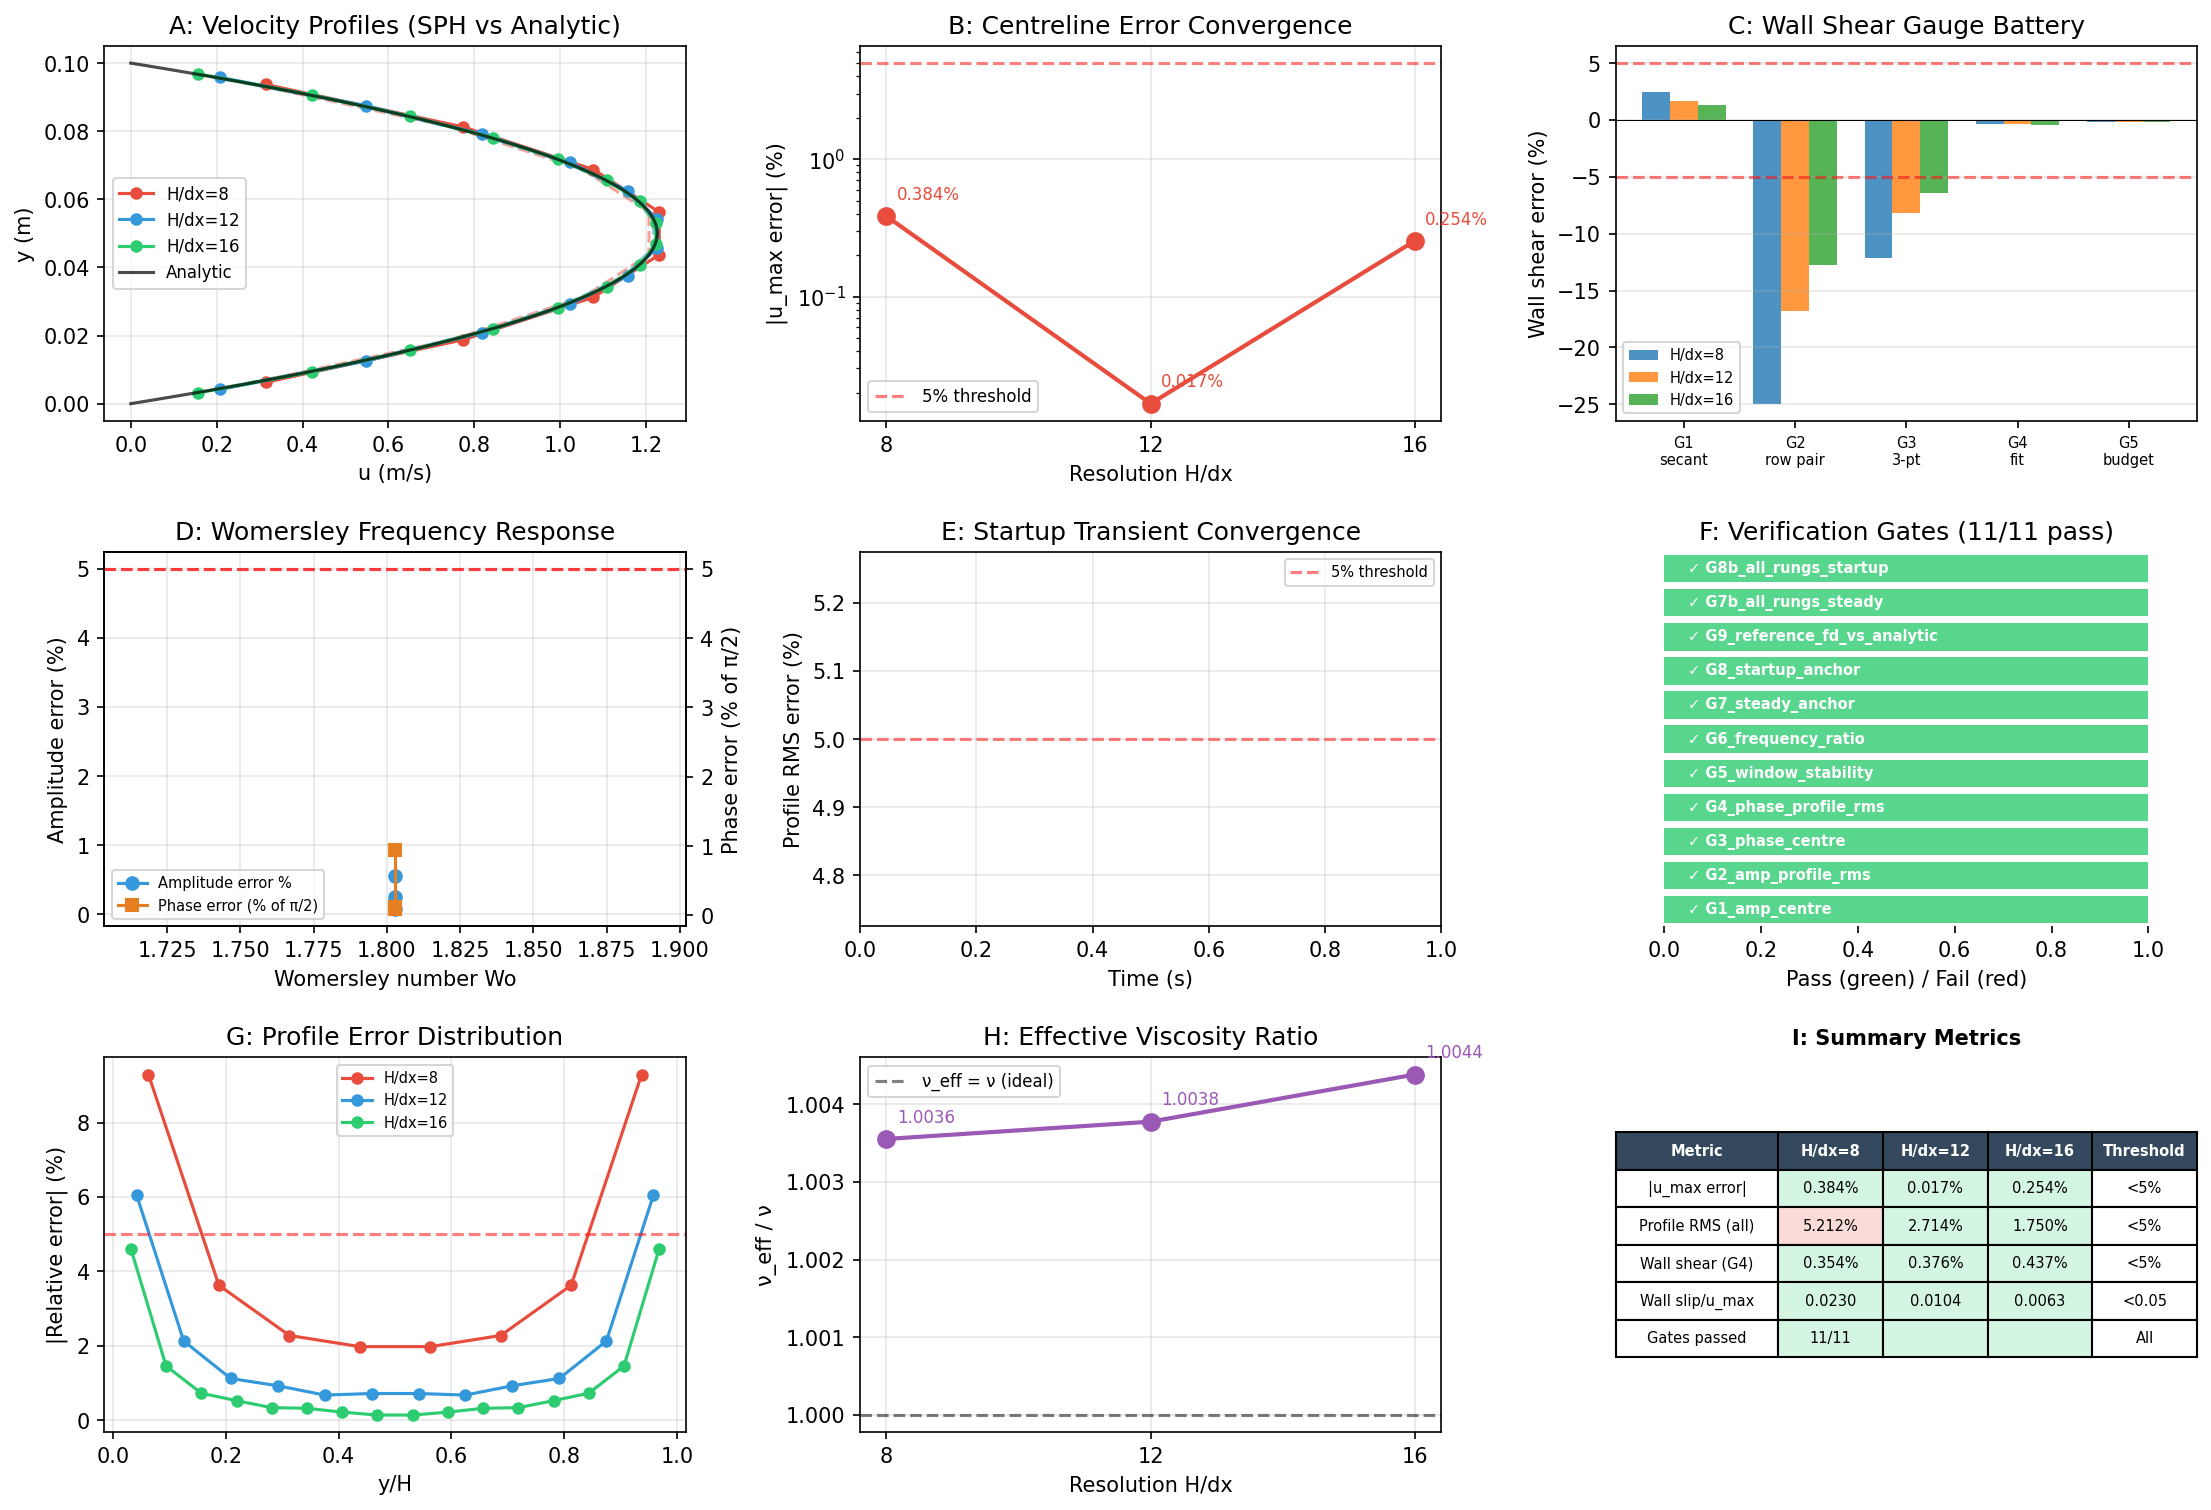 A: Velocity Profiles (SPH vs Analytic)
y (m)
0.10
0.08
0.06
0.04
0.02
0.00
H/dx=8
H/dx=12
H/dx=16
Analytic
0.0 0.2 0.4 0.6 0.8 1.0 1.2
u (m/s)
B: Centreline Error Convergence
|u_max error| (%)
10⁰
10⁻¹
0.384%
0.017%
0.254%
5% threshold
8 12 16
Resolution H/dx
C: Wall Shear Gauge Battery
Wall shear error (%)
5
0
−5
−10
−15
−20
−25
H/dx=8
H/dx=12
H/dx=16
G1 G2 G3 G4 G5
secant row pair 3-pt fit budget
D: Womersley Frequency Response
Amplitude error (%)
5
4
3
2
1
0
Amplitude error %
Phase error (% of π/2)
5
4
3
2
1
0
Phase error (% of π/2)
1.725 1.750 1.775 1.800 1.825 1.850 1.875 1.900
Womersley number Wo
E: Startup Transient Convergence
Profile RMS error (%)
5.2
5.1
5.0
4.9
4.8
5% threshold
0.0 0.2 0.4 0.6 0.8 1.0
Time (s)
F: Verification Gates (11/11 pass)
✓ G8b_all_rungs_startup
✓ G7b_all_rungs_steady
✓ G9_reference_fd_vs_analytic
✓ G8_startup_anchor
✓ G7_steady_anchor
✓ G6_frequency_ratio
✓ G5_window_stability
✓ G4_phase_profile_rms
✓ G3_phase_centre
✓ G2_amp_profile_rms
✓ G1_amp_centre
0.0 0.2 0.4 0.6 0.8 1.0
Pass (green) / Fail (red)
G: Profile Error Distribution
|Relative error| (%)
8
6
4
2
0
H/dx=8
H/dx=12
H/dx=16
0.0 0.2 0.4 0.6 0.8 1.0
y/H
H: Effective Viscosity Ratio
ν_eff / ν
1.004
1.003
1.002
1.001
1.000
ν_eff = ν (ideal)
1.0036
1.0038
1.0044
8 12 16
Resolution H/dx
I: Summary Metrics
Metric H/dx=8 H/dx=12 H/dx=16 Threshold
|u_max error| 0.384% 0.017% 0.254% <5%
Profile RMS (all) 5.212% 2.714% 1.750% <5%
Wall shear (G4) 0.354% 0.376% 0.437% <5%
Wall slip/u_max 0.0230 0.0104 0.0063 <0.05
Gates passed 11/11 All